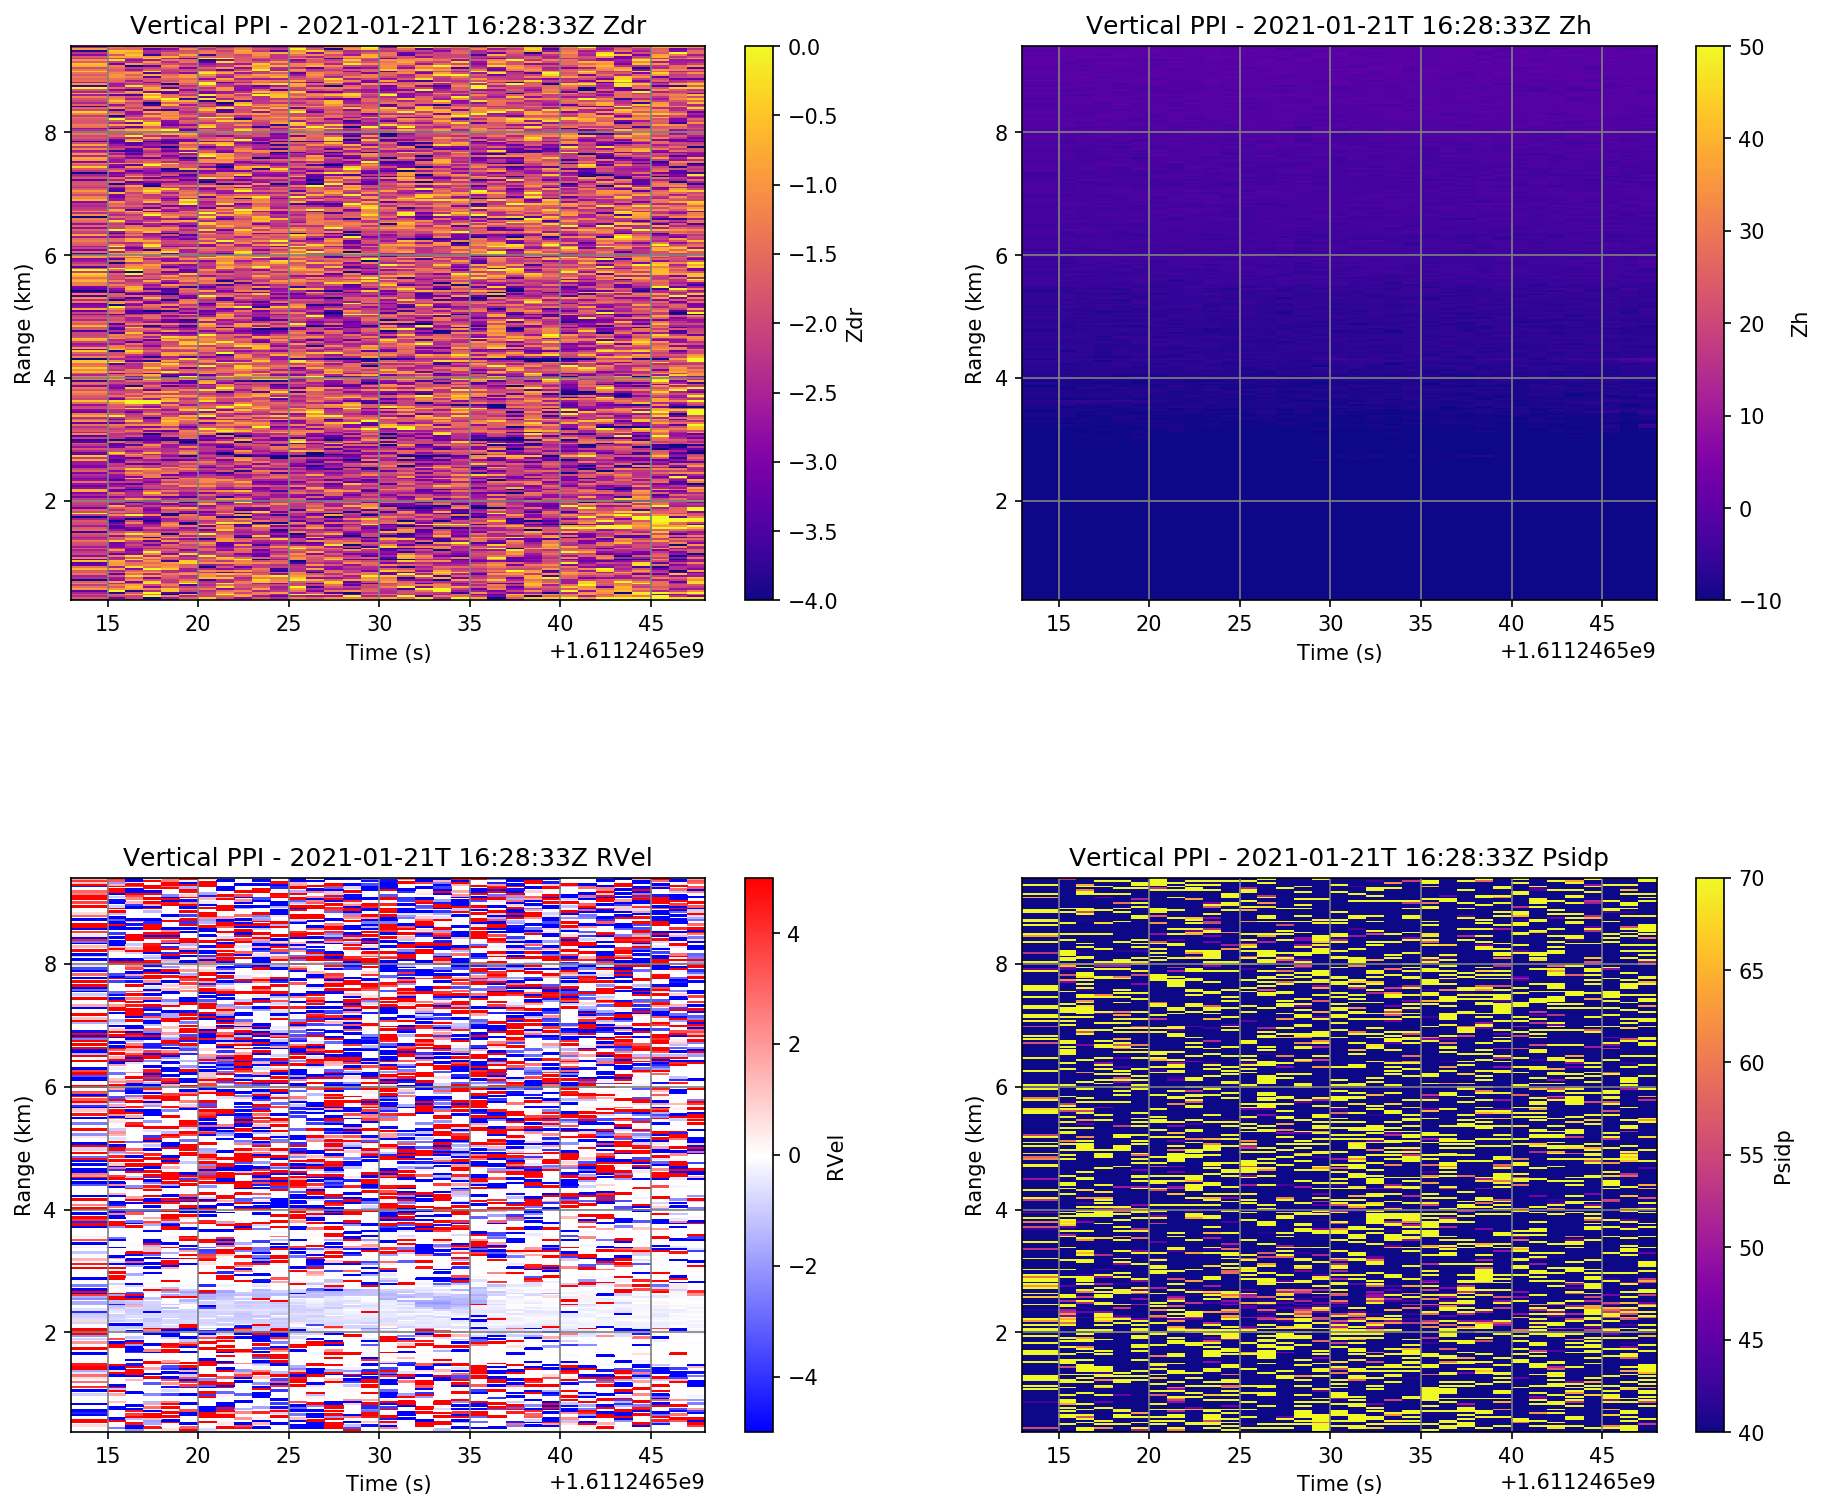 Vertical PPI - 2021-01-21T 16:28:33Z Zdr
Range (km)
8
6
4
2
15 20 25 30 35 40 45
Time (s)
+1.6112465e9
0.0
−0.5
−1.0
−1.5
−2.0
−2.5
−3.0
−3.5
−4.0
Zdr
Vertical PPI - 2021-01-21T 16:28:33Z Zh
Range (km)
8
6
4
2
15 20 25 30 35 40 45
Time (s)
+1.6112465e9
50
40
30
20
10
0
−10
Zh
Vertical PPI - 2021-01-21T 16:28:33Z RVel
Range (km)
8
6
4
2
15 20 25 30 35 40 45
Time (s)
+1.6112465e9
4
2
0
−2
−4
RVel
Vertical PPI - 2021-01-21T 16:28:33Z Psidp
Range (km)
8
6
4
2
15 20 25 30 35 40 45
Time (s)
+1.6112465e9
70
65
60
55
50
45
40
Psidp